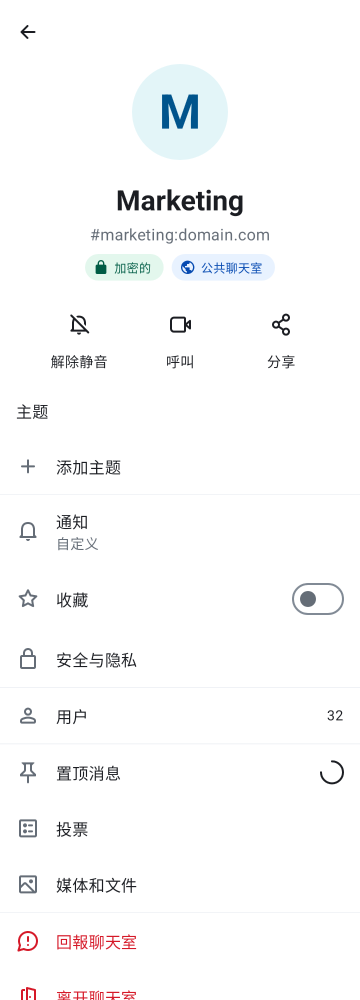 M
Marketing
#marketing:domain.com
加密的
公共聊天室
解除静音
呼叫
分享
主题
添加主题
通知
自定义
收藏
安全与隐私
用户
32
置顶消息
投票
媒体和文件
回報聊天室
离开聊天室